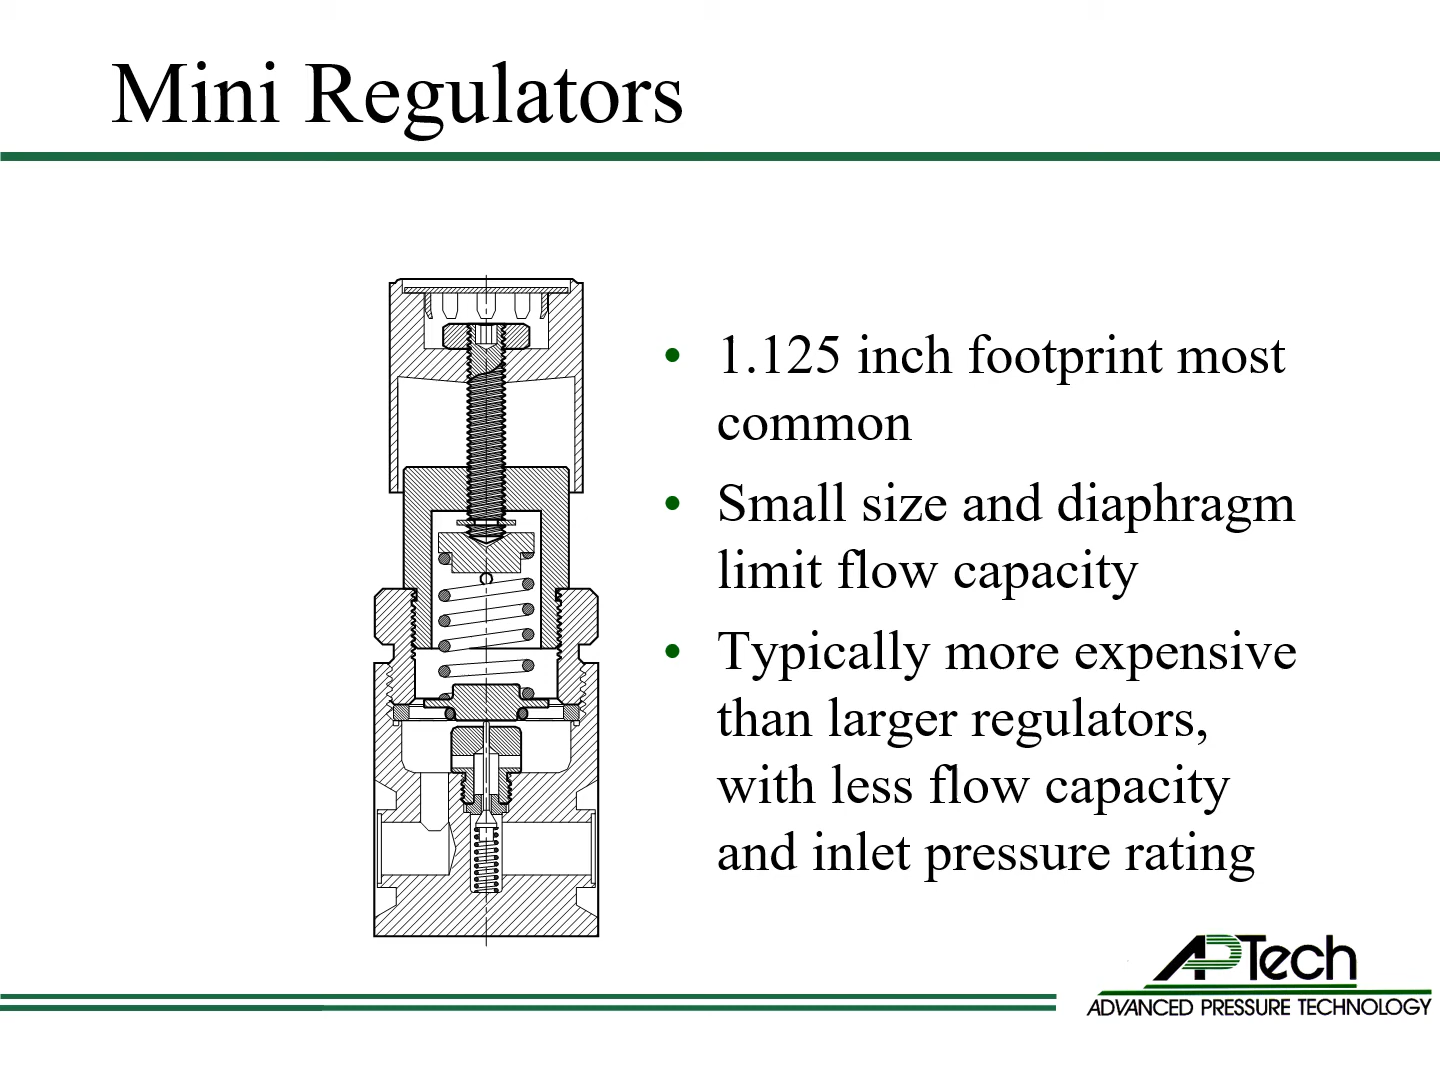 Mini Regulators
• 1.125 inch footprint most
common
• Small size and diaphragm
limit flow capacity
• Typically more expensive
than larger regulators,
with less flow capacity
and inlet pressure rating
APTech
ADVANCED PRESSURE TECHNOLOGY